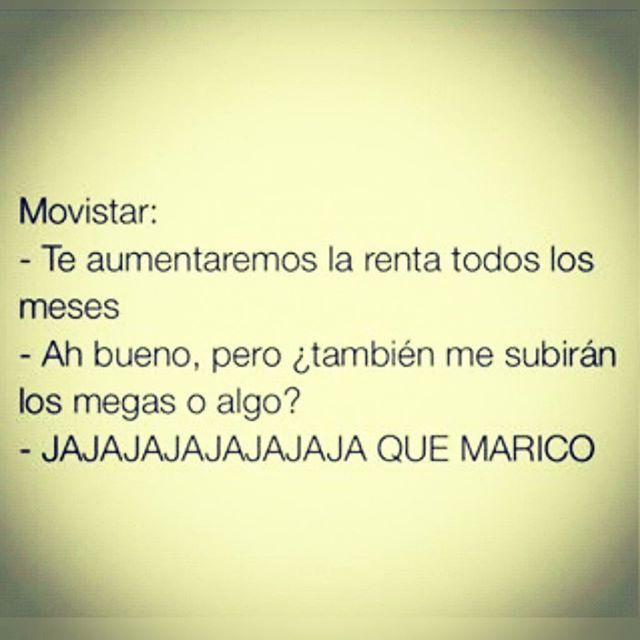 Movistar:
- Te aumentaremos la renta todos los
meses
- Ah bueno, pero ¿también me subirán
los megas o algo?
- JAJAJAJAJAJAJAJA QUE MARICO